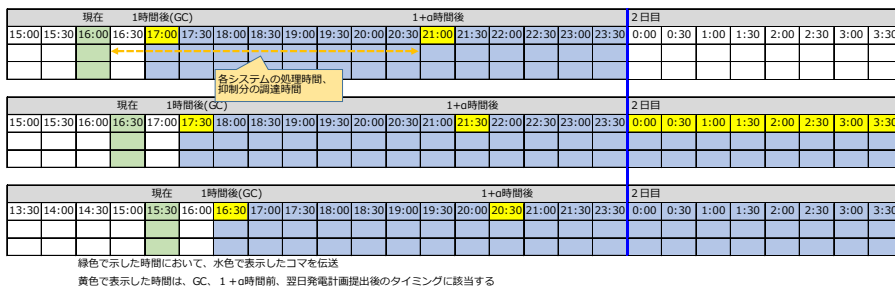 現在 1時間後(GC) 1+α時間後 2日目
15:00 15:30 16:00 16:30 17:00 17:30 18:00 18:30 19:00 19:30 20:00 20:30 21:00 21:30 22:00 22:30 23:00 23:30 0:00 0:30 1:00 1:30 2:00 2:30 3:00 3:30
各システムの処理時間、
抑制分の調達時間
現在 1時間後(GC) 1+α時間後 2日目
15:00 15:30 16:00 16:30 17:00 17:30 18:00 18:30 19:00 19:30 20:00 20:30 21:00 21:30 22:00 22:30 23:00 23:30 0:00 0:30 1:00 1:30 2:00 2:30 3:00 3:30
現在 1時間後(GC) 1+α時間後 2日目
13:30 14:00 14:30 15:00 15:30 16:00 16:30 17:00 17:30 18:00 18:30 19:00 19:30 20:00 20:30 21:00 21:30 23:30 0:00 0:30 1:00 1:30 2:00 2:30 3:00 3:30
緑色で示した時間において、水色で表示したコマを伝送
黄色で表示した時間は、GC、1+α時間前、翌日発電計画提出後のタイミングに該当する